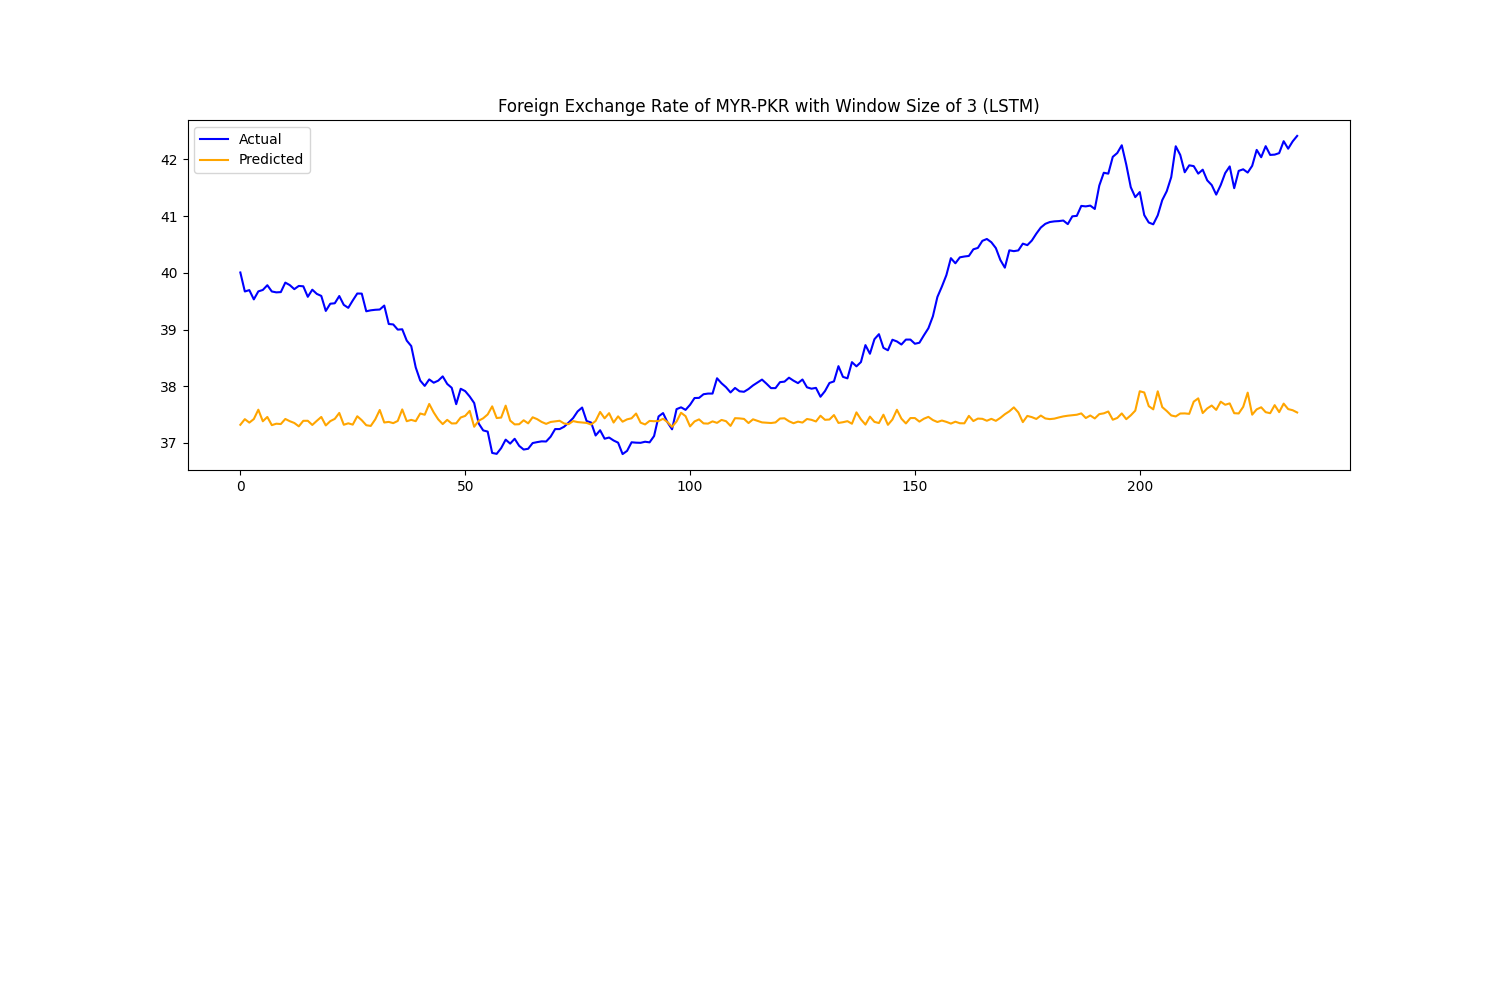 Foreign Exchange Rate of MYR-PKR with Window Size of 3 (LSTM)
Actual
Predicted
42
41
40
39
38
37
0 50 100 150 200